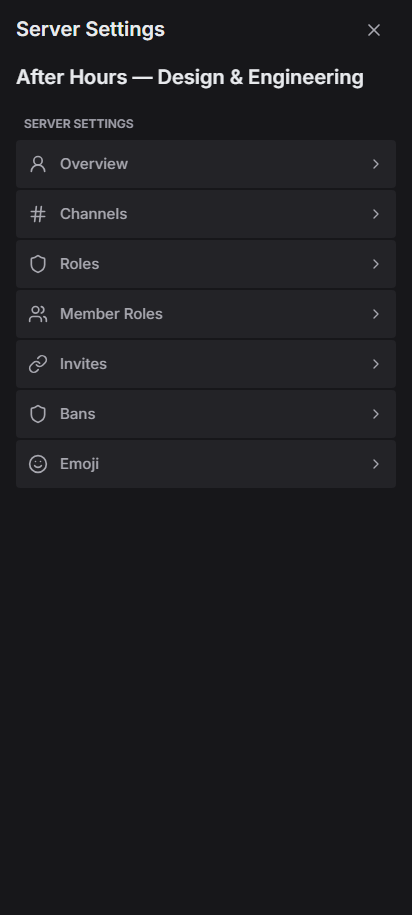 Server Settings
After Hours — Design & Engineering
SERVER SETTINGS
Overview
Channels
Roles
Member Roles
Invites
Bans
Emoji